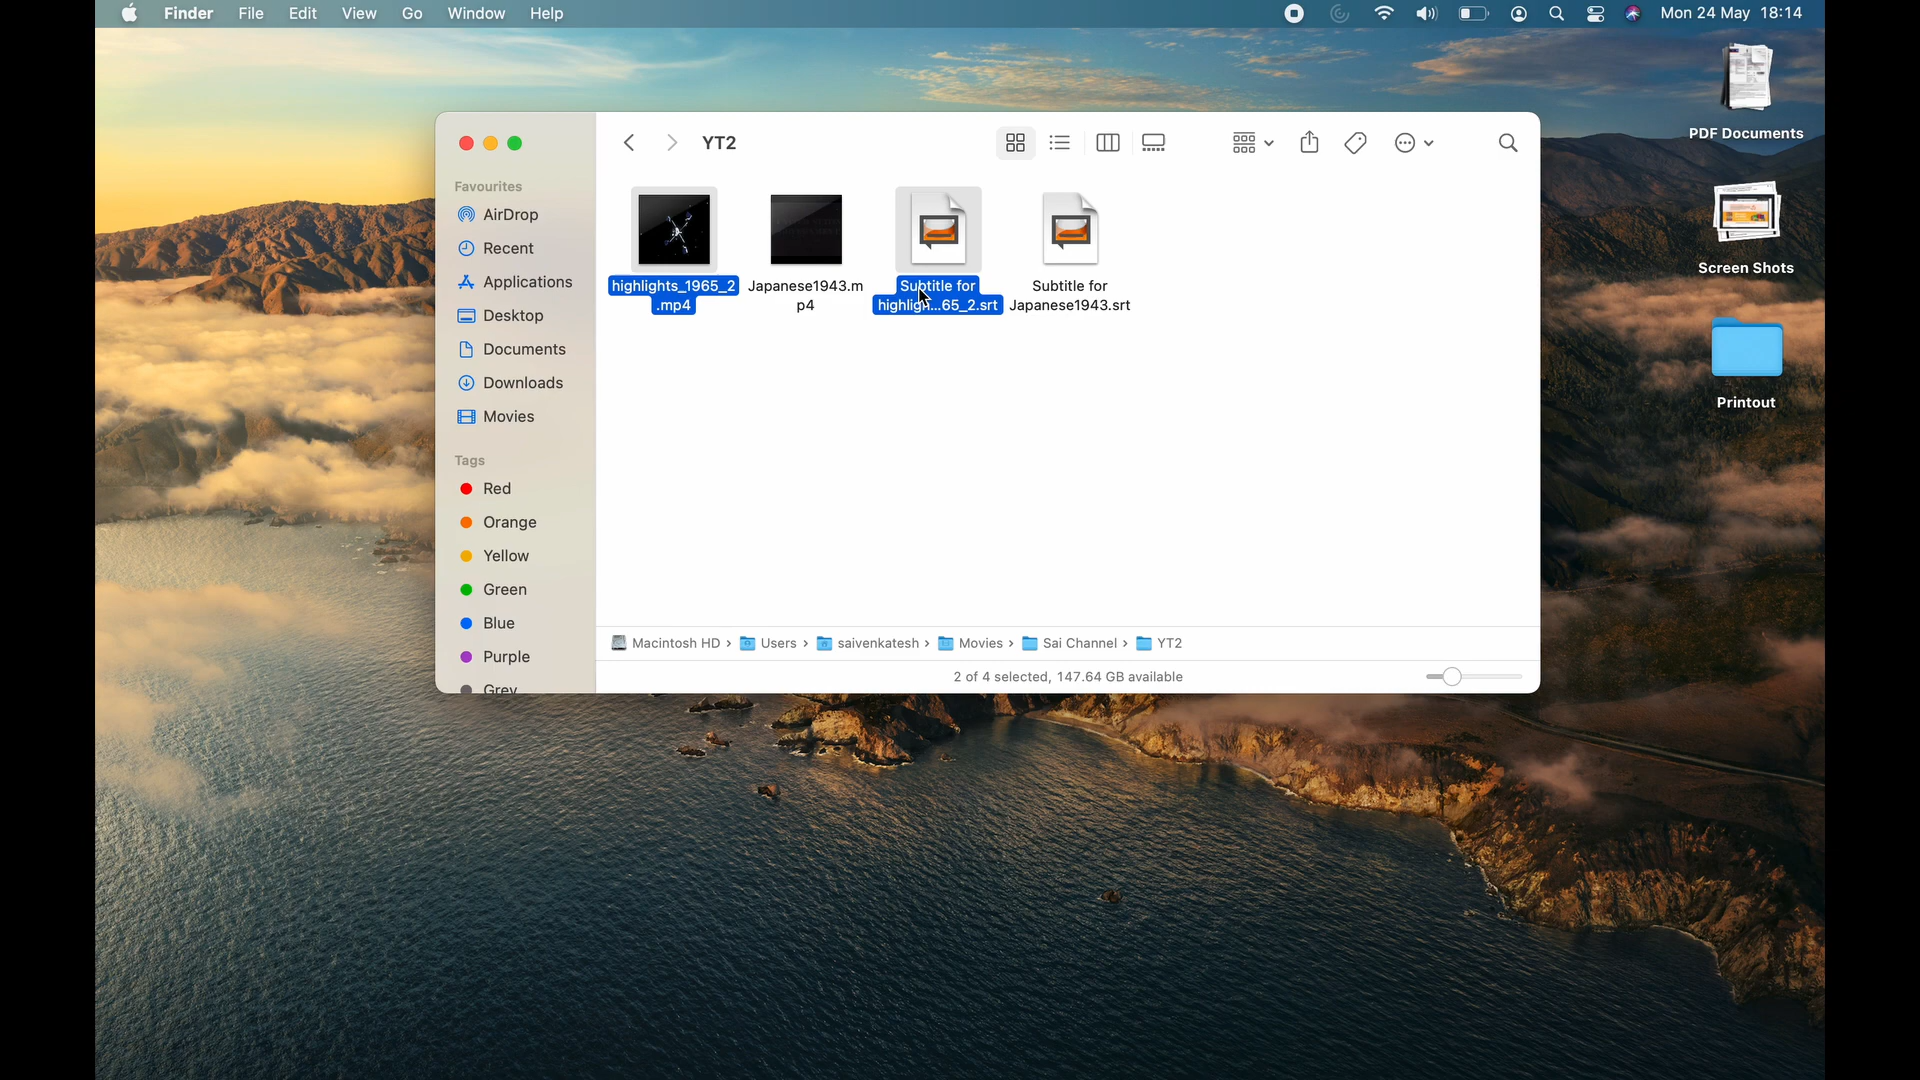 Finder File Edit View Go Window Help Mon 24 May 18:14
PDF Documents
Screen Shots
Printout
YT2
Favourites
AirDrop
Recent
Applications
Desktop
Documents
Downloads
Movies
Tags
Red
Orange
Yellow
Green
Blue
Purple
Grey
highlights_1965_2
.mp4
Japanese1943.m
p4
Subtitle for
highligh...65_2.srt
Subtitle for
Japanese1943.srt
Macintosh HD › Users › saivenkatesh › Movies › Sai Channel › YT2
2 of 4 selected, 147.64 GB available